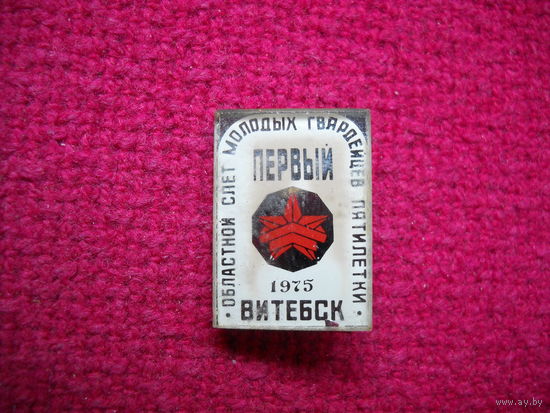 · ОБЛАСТНОЙ СЛЕТ МОЛОДЫХ ГВАРДЕЙЦЕВ ПЯТИЛЕТКИ ·
ПЕРВЫЙ
1975
ВИТЕБСК
www.ay.by